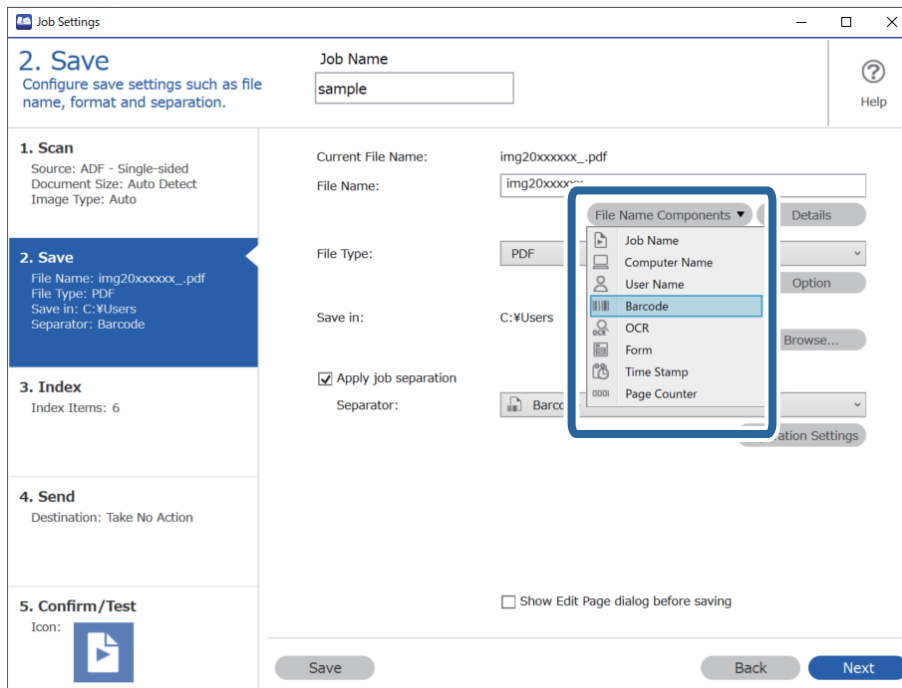 Job Settings
2. Save
Configure save settings such as file
name, format and separation.
Job Name
sample
Help
1. Scan
Source: ADF - Single-sided
Document Size: Auto Detect
Image Type: Auto
2. Save
File Name: img20xxxxxx_.pdf
File Type: PDF
Save in: C:¥Users
Separator: Barcode
3. Index
Index Items: 6
4. Send
Destination: Take No Action
5. Confirm/Test
Icon:
Current File Name: img20xxxxxx_.pdf
File Name: img20xxxxxx
File Name Components ▼
Details
Job Name
Computer Name
User Name
Barcode
OCR
Form
Time Stamp
Page Counter
File Type: PDF
Option
Save in: C:¥Users
Browse...
Apply job separation
Separator:
Settings
Show Edit Page dialog before saving
Save
Back
Next